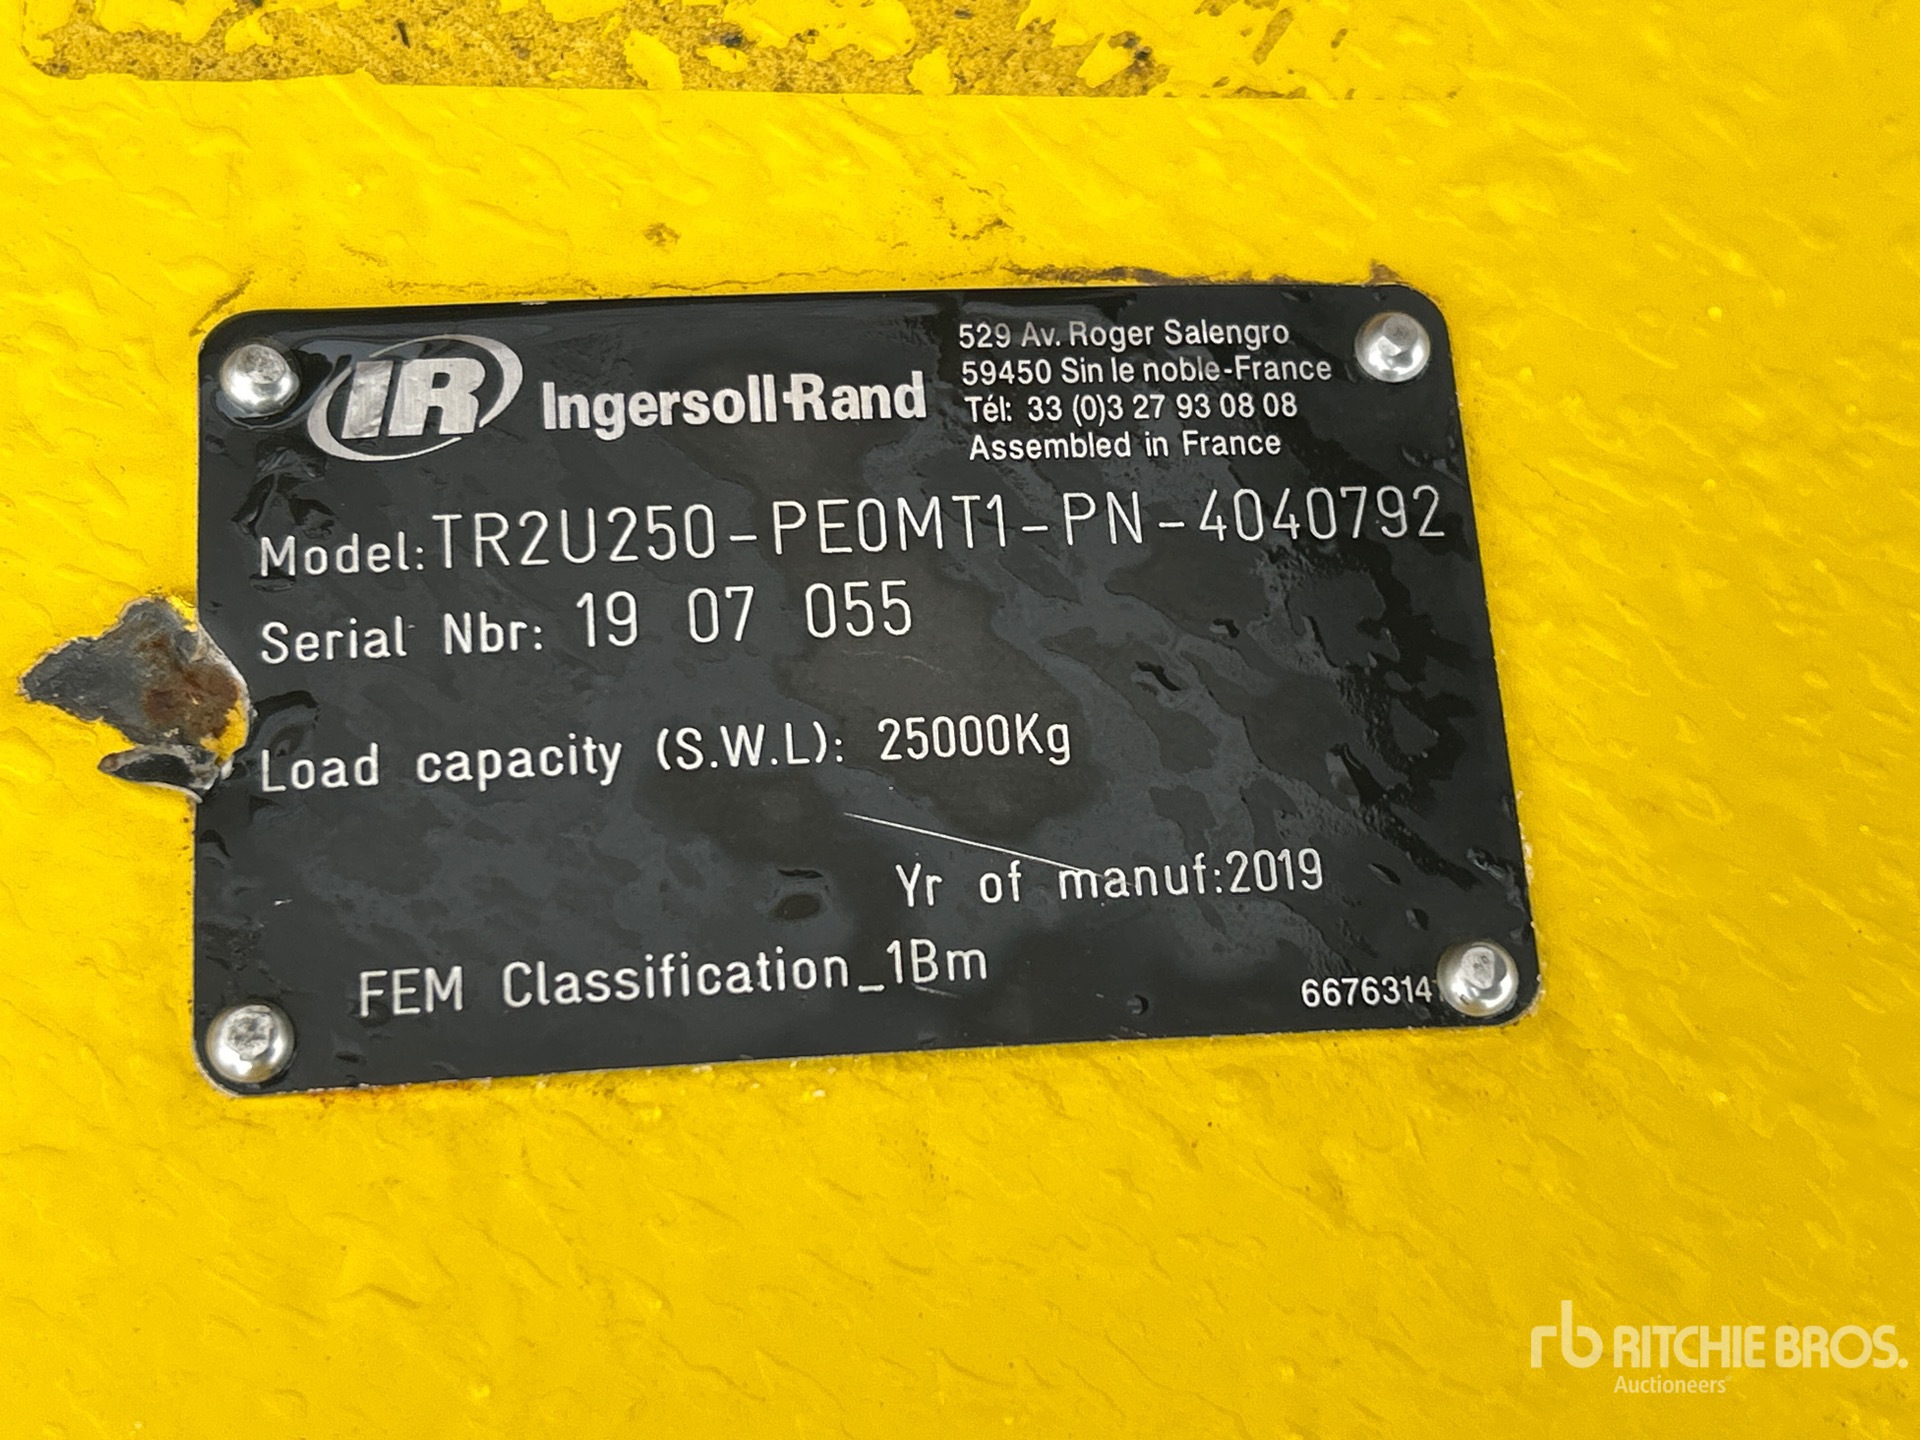 IR Ingersoll-Rand
529 Av. Roger Salengro
59450 Sin le noble-France
Tél: 33 (0)3 27 93 08 08
Assembled in France
Model:TR2U250-PE0MT1-PN-4040792
Serial Nbr: 19 07 055
Load capacity (S.W.L): 25000Kg
Yr of manuf:2019
FEM Classification_1Bm
rb RITCHIE BROS.
Auctioneers